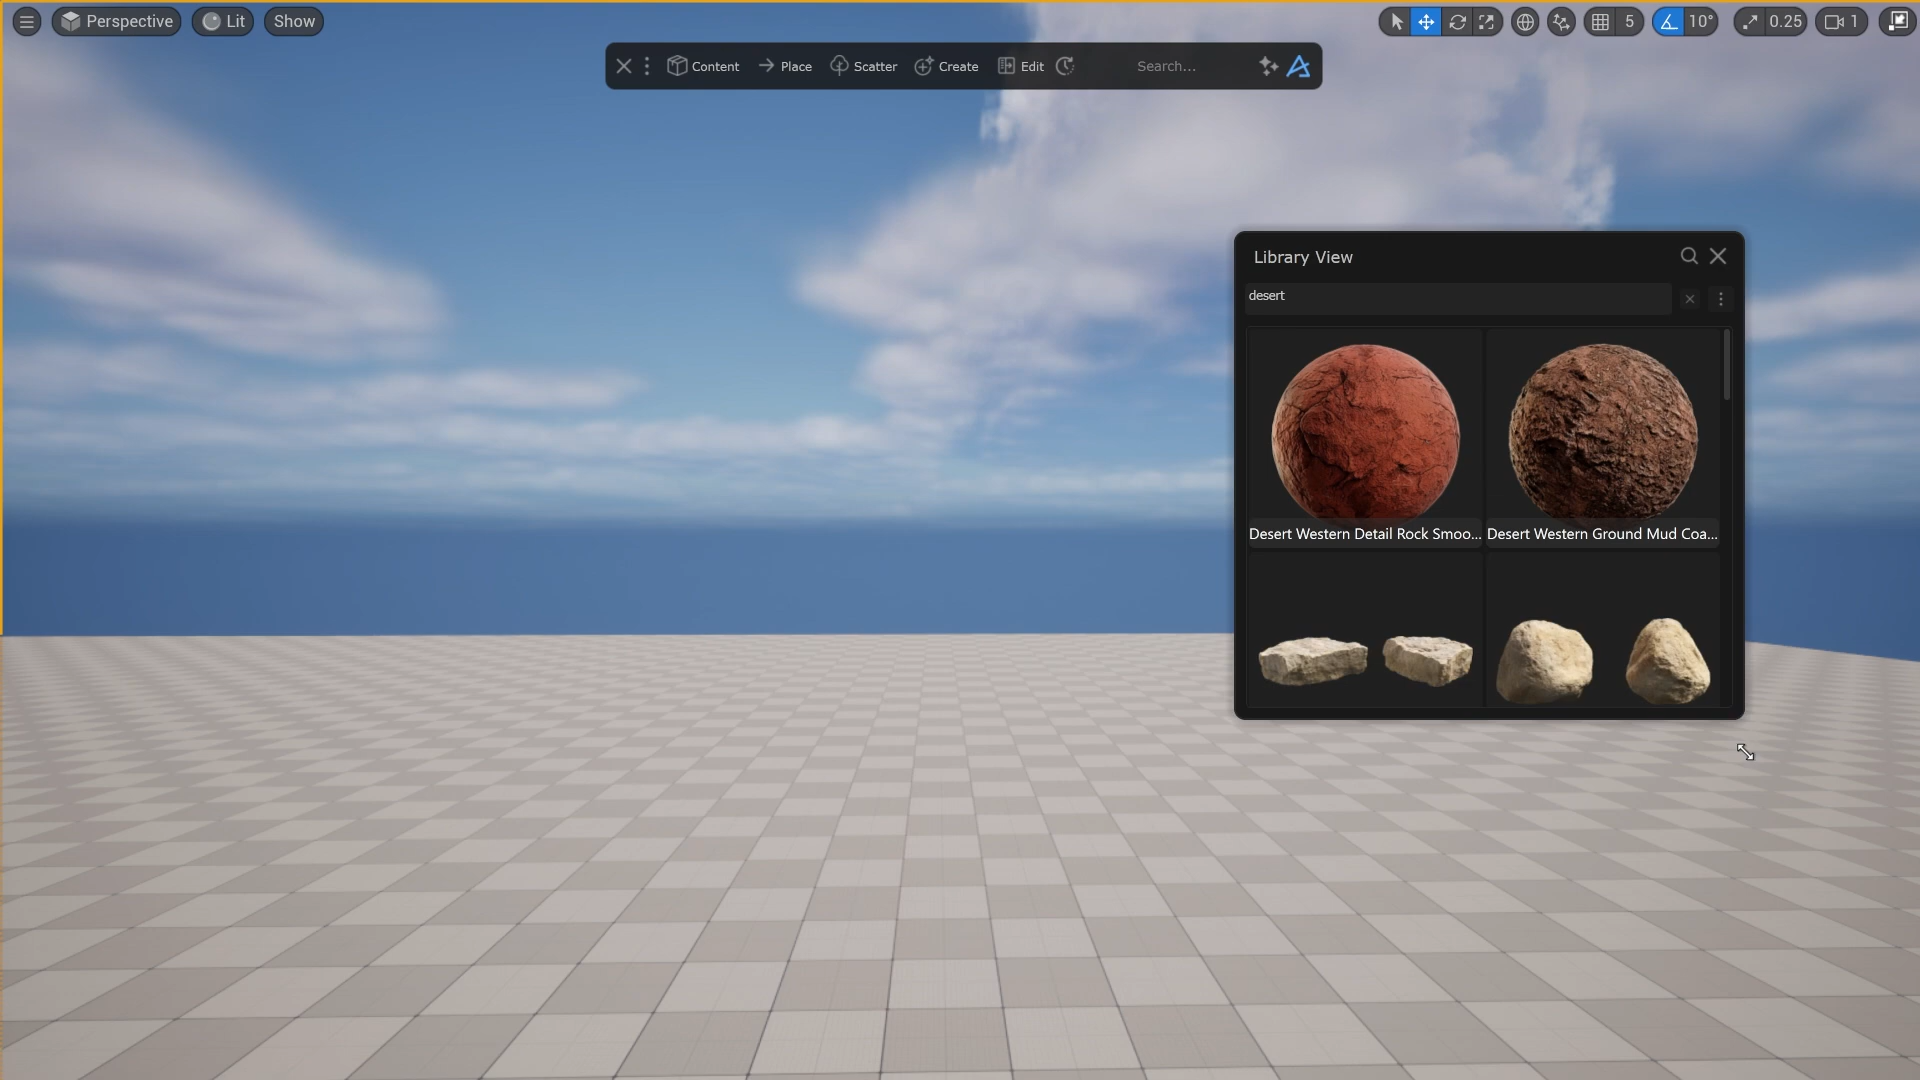 Perspective Lit Show 5 10° 0.25 1
Content Place Scatter Create Edit Search...
Library View
desert
Desert Western Detail Rock Smoo... Desert Western Ground Mud Coa...